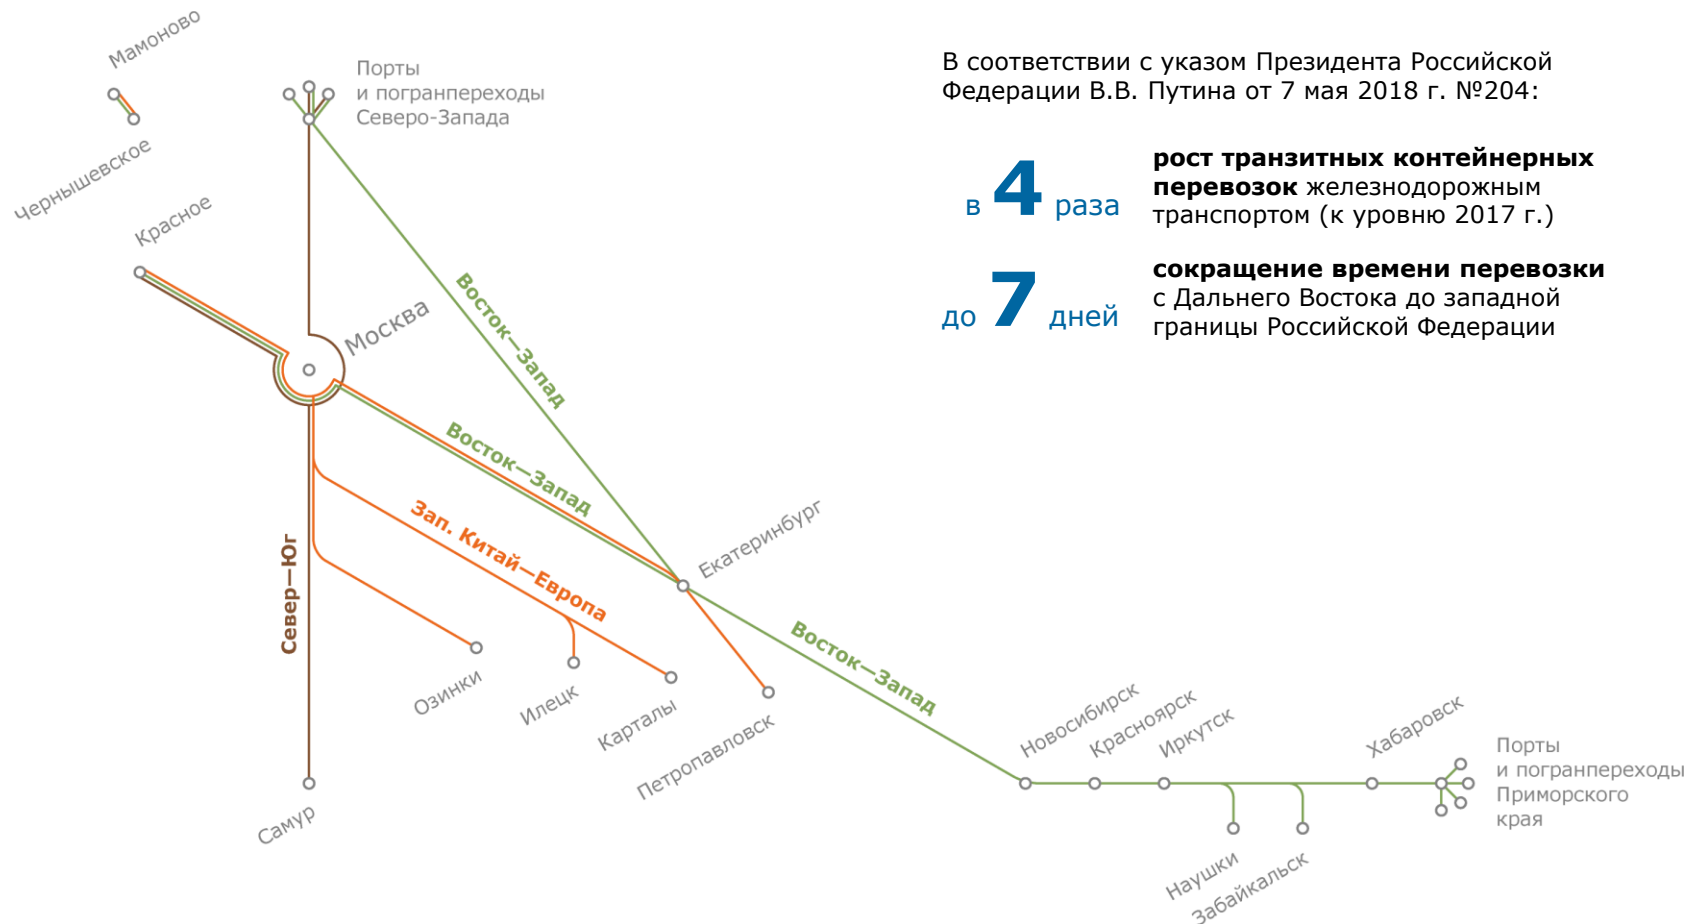 Мамоново
Чернышевское
Красное
Порты
и погранпереходы
Северо-Запада
Москва
В соответствии с указом Президента Российской
Федерации В.В. Путина от 7 мая 2018 г. №204:
в 4 раза
рост транзитных контейнерных
перевозок железнодорожным
транспортом (к уровню 2017 г.)
до 7 дней
сокращение времени перевозки
с Дальнего Востока до западной
границы Российской Федерации
Восток—Запад
Восток—Запад
Зап. Китай—Европа
Север—Юг
Екатеринбург
Восток—Запад
Озинки
Илецк
Карталы
Петропавловск
Самур
Новосибирск
Красноярск
Иркутск
Хабаровск
Порты
и погранпереходы
Приморского
края
Наушки
Забайкальск